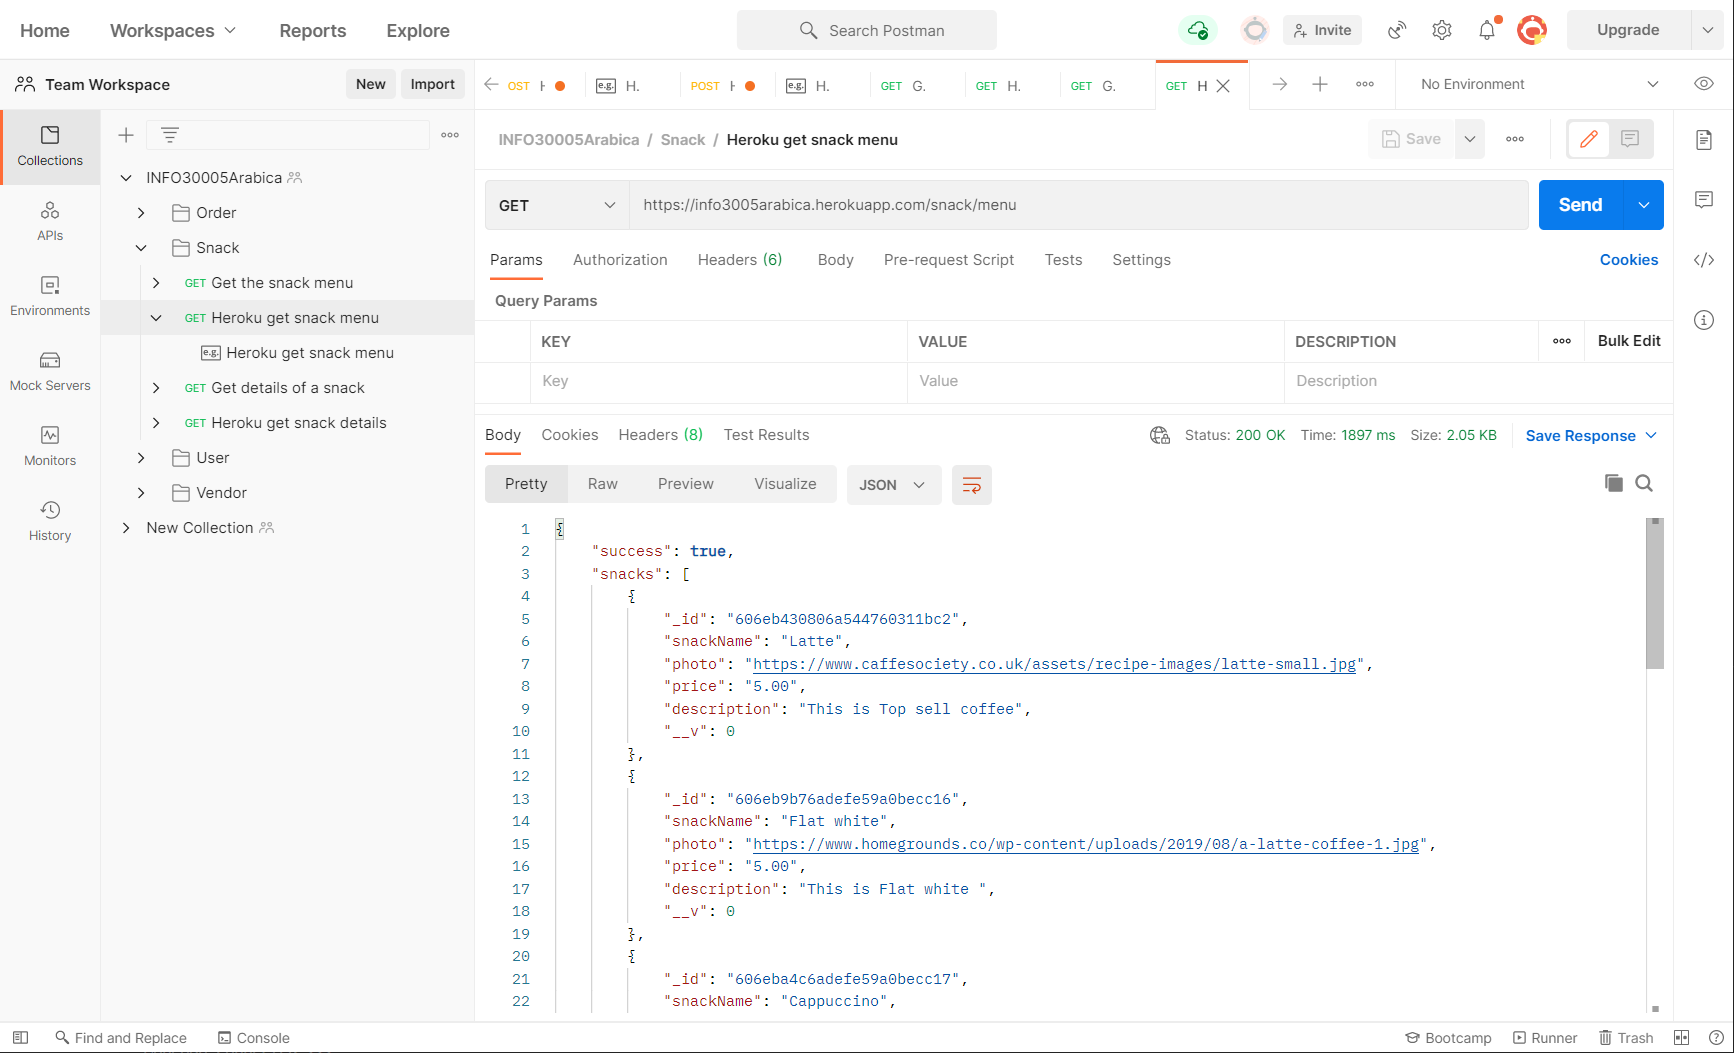 Home Workspaces Reports Explore Search Postman Invite Upgrade
Team Workspace New Import OST H e.g. H. POST H e.g. H. GET G. GET H. GET G. GET H No Environment
Collections
APIs
Environments
Mock Servers
Monitors
History
INFO30005Arabica
Order
Snack
GET Get the snack menu
GET Heroku get snack menu
e.g. Heroku get snack menu
GET Get details of a snack
GET Heroku get snack details
User
Vendor
New Collection
INFO30005Arabica / Snack / Heroku get snack menu Save
GET https://info3005arabica.herokuapp.com/snack/menu Send
Params Authorization Headers (6) Body Pre-request Script Tests Settings Cookies
Query Params
KEY VALUE DESCRIPTION Bulk Edit
Key Value Description
Body Cookies Headers (8) Test Results Status: 200 OK Time: 1897 ms Size: 2.05 KB Save Response
Pretty Raw Preview Visualize JSON
1 {
2 "success": true,
3 "snacks": [
4 {
5 "_id": "606eb430806a544760311bc2",
6 "snackName": "Latte",
7 "photo": "https://www.caffesociety.co.uk/assets/recipe-images/latte-small.jpg",
8 "price": "5.00",
9 "description": "This is Top sell coffee",
10 "__v": 0
11 },
12 {
13 "_id": "606eb9b76adefe59a0becc16",
14 "snackName": "Flat white",
15 "photo": "https://www.homegrounds.co/wp-content/uploads/2019/08/a-latte-coffee-1.jpg",
16 "price": "5.00",
17 "description": "This is Flat white ",
18 "__v": 0
19 },
20 {
21 "_id": "606eba4c6adefe59a0becc17",
22 "snackName": "Cappuccino",
Find and Replace Console Bootcamp Runner Trash